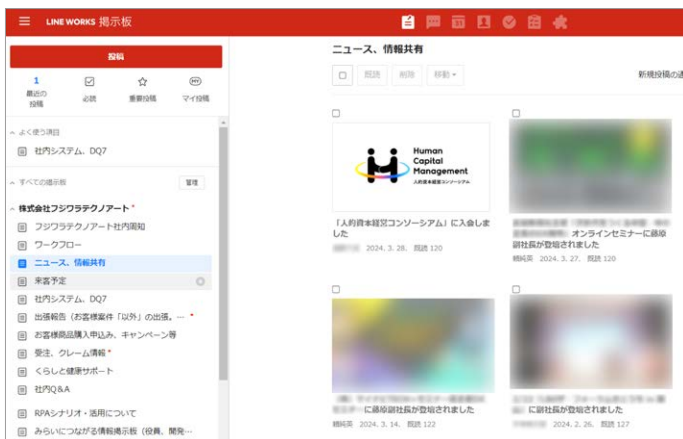 LINE WORKS 掲示板
投稿
1
最近の
投稿
必読
重要投稿
MY
マイ投稿
よく使う項目
社内システム、DQ7
すべての掲示板
管理
株式会社フジワラテクノアート
フジワラテクノアート社内周知
ワークフロー
ニュース、情報共有
来客予定
社内システム、DQ7
出張報告（お客様案件「以外」の出張。…
お客様商品購入申込み、キャンペーン等
受注、クレーム情報
くらしと健康サポート
社内Q&A
RPAシナリオ・活用について
みらいにつながる情報掲示板（役員、開発…
ニュース、情報共有
既読
削除
移動
新規投稿の通
Human
Capital
Management
人的資本経営コンソーシアム
「人的資本経営コンソーシアム」に入会しま
した
2024. 3. 28. 既読 120
オンラインセミナーに藤原
副社長が登壇されました
2024. 3. 27. 既読 120
に藤原副社長が登壇されました
2024. 3. 14. 既読 122
に副社長が登壇されました
2024. 2. 26. 既読 127